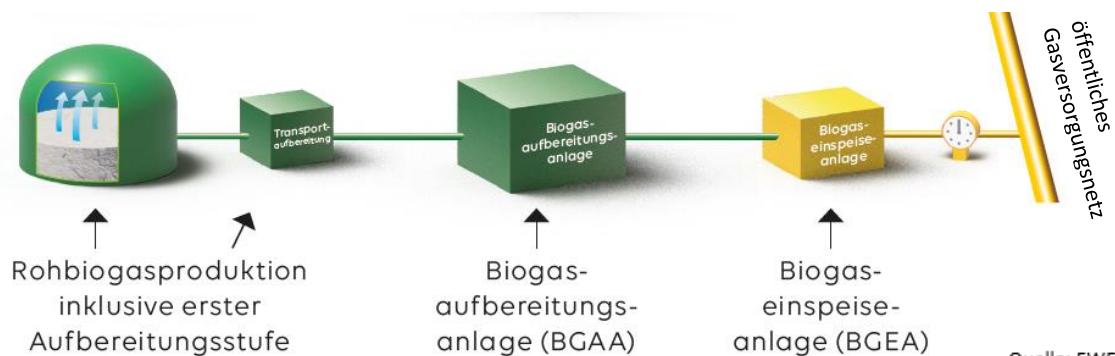 Transport-
aufbereitung
Biogas-
aufbereitungs-
anlage
Biogas-
einspeise-
anlage
öffentliches
Gasversorgungsnetz
Rohbiogasproduktion
inklusive erster
Aufbereitungsstufe
Biogas-
aufbereitungs-
anlage (BGAA)
Biogas-
einspeise-
anlage (BGEA)